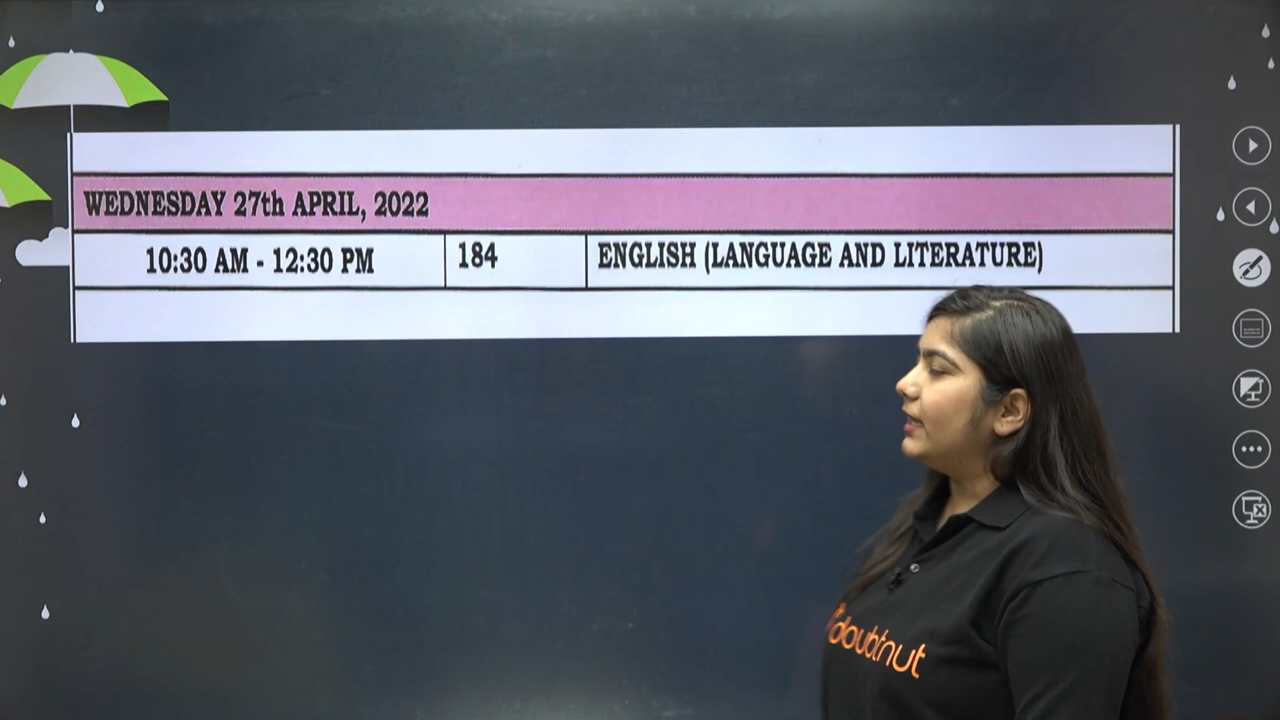 WEDNESDAY 27th APRIL, 2022
10:30 AM - 12:30 PM 184 ENGLISH (LANGUAGE AND LITERATURE)
doubtnut